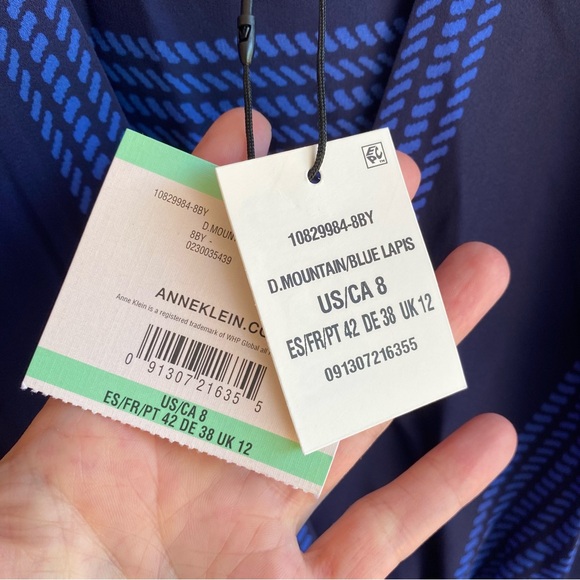 10829984-8BY
D.MOUN
8BY -
0230035439
ANNEKLEIN.CO
Anne Klein is a registered trademark of WHP Global all
0 91307 21635 5
US/CA 8
ES/FR/PT 42 DE 38 UK 12
10829984-8BY
D.MOUNTAIN/BLUE LAPIS
US/CA 8
ES/FR/PT 42 DE 38 UK 12
091307216355